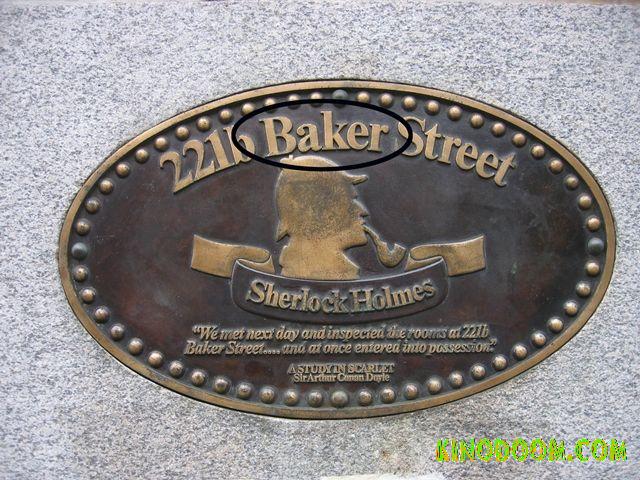 221b Baker Street
Sherlock Holmes
"We met next day and inspected the rooms at 221b
Baker Street.... and at once entered into possession."
A STUDY IN SCARLET
Sir Arthur Conan Doyle
KINODOOM.COM